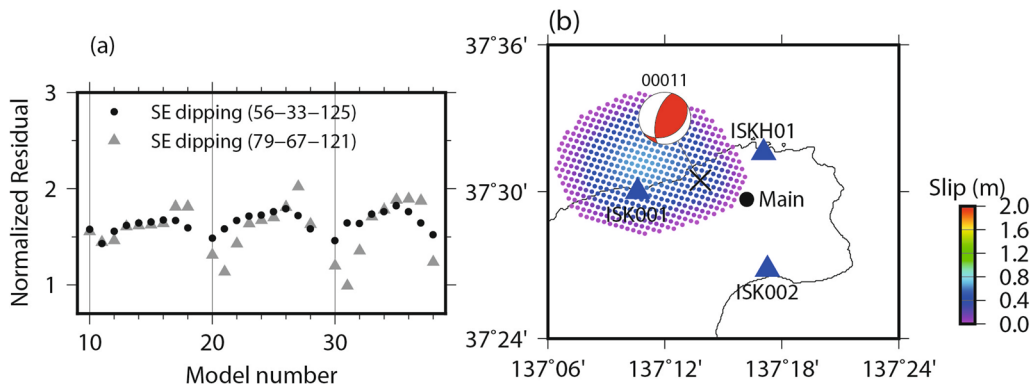 (a)
3
2
1
Normalized Residual
10
20
30
Model number
SE dipping (56−33−125)
SE dipping (79−67−121)
(b)
37˚36'
37˚30'
37˚24'
137˚06'
137˚12'
137˚18'
137˚24'
00011
ISKH01
ISK001
Main
ISK002
Slip (m)
2.0
1.6
1.2
0.8
0.4
0.0